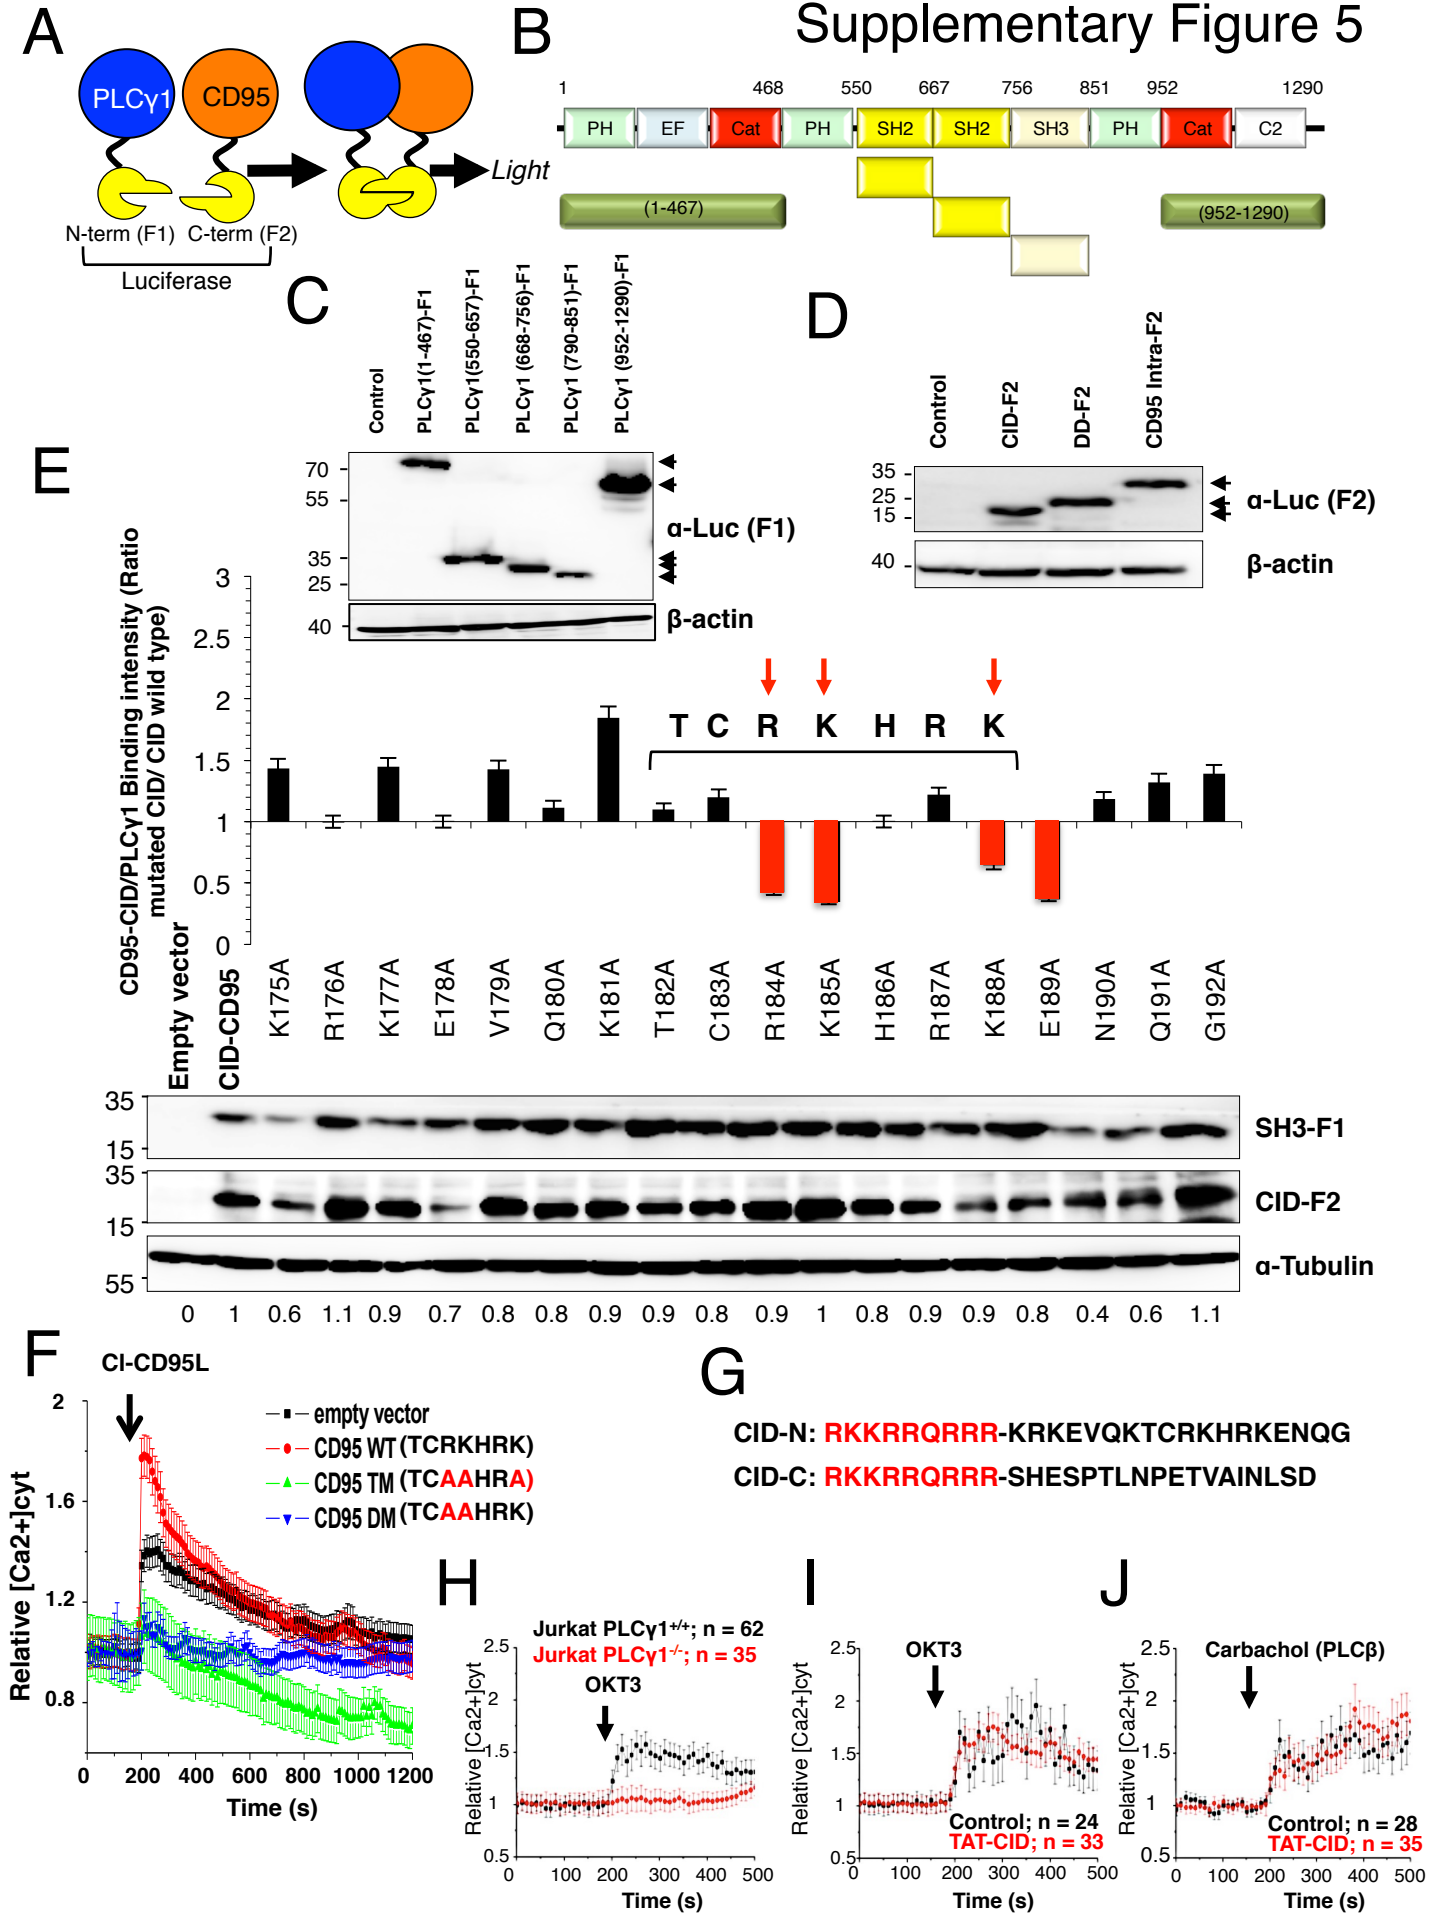 Supplementary Figure 5
A
PLCγ1
CD95
Light
N-term (F1)
C-term (F2)
Luciferase
B
1
468
550
667
756
851
952
1290
PH
EF
Cat
PH
SH2
SH2
SH3
PH
Cat
C2
(1-467)
(952-1290)
C
Control
PLCγ1(1-467)-F1
PLCγ1(550-657)-F1
PLCγ1 (668-756)-F1
PLCγ1 (790-851)-F1
PLCγ1 (952-1290)-F1
70
55
35
25
α-Luc (F1)
40
β-actin
D
Control
CID-F2
DD-F2
CD95 Intra-F2
35
25
15
α-Luc (F2)
40
β-actin
E
CD95-CID/PLCγ1 Binding intensity (Ratio
mutated CID/ CID wild type)
3
2.5
2
1.5
1
0.5
0
T C R K H R K
Empty vector
CID-CD95
K175A
R176A
K177A
E178A
V179A
Q180A
K181A
T182A
C183A
R184A
K185A
H186A
R187A
K188A
E189A
N190A
Q191A
G192A
35
15
SH3-F1
35
15
CID-F2
55
α-Tubulin
0 1 0.6 1.1 0.9 0.7 0.8 0.8 0.9 0.9 0.8 0.9 1 0.8 0.9 0.9 0.8 0.4 0.6 1.1
F
Cl-CD95L
empty vector
CD95 WT (TCRKHRK)
CD95 TM (TCAAHRA)
CD95 DM (TCAAHRK)
Relative [Ca2+]cyt
2
1.6
1.2
0.8
0 200 400 600 800 1000 1200
Time (s)
G
CID-N: RKKRRQRRR-KRKEVQKTCRKHRKENQG
CID-C: RKKRRQRRR-SHESPTLNPETVAINLSD
H
Jurkat PLCγ1+/+; n = 62
Jurkat PLCγ1-/-; n = 35
OKT3
Relative [Ca2+]cyt
2.5
2
1.5
1
0.5
0 100 200 300 400 500
Time (s)
I
OKT3
Relative [Ca2+]cyt
2.5
2
1.5
1
0.5
Control; n = 24
TAT-CID; n = 33
0 100 200 300 400 500
Time (s)
J
Carbachol (PLCβ)
Relative [Ca2+]cyt
2.5
2
1.5
1
0.5
Control; n = 28
TAT-CID; n = 35
0 100 200 300 400 500
Time (s)